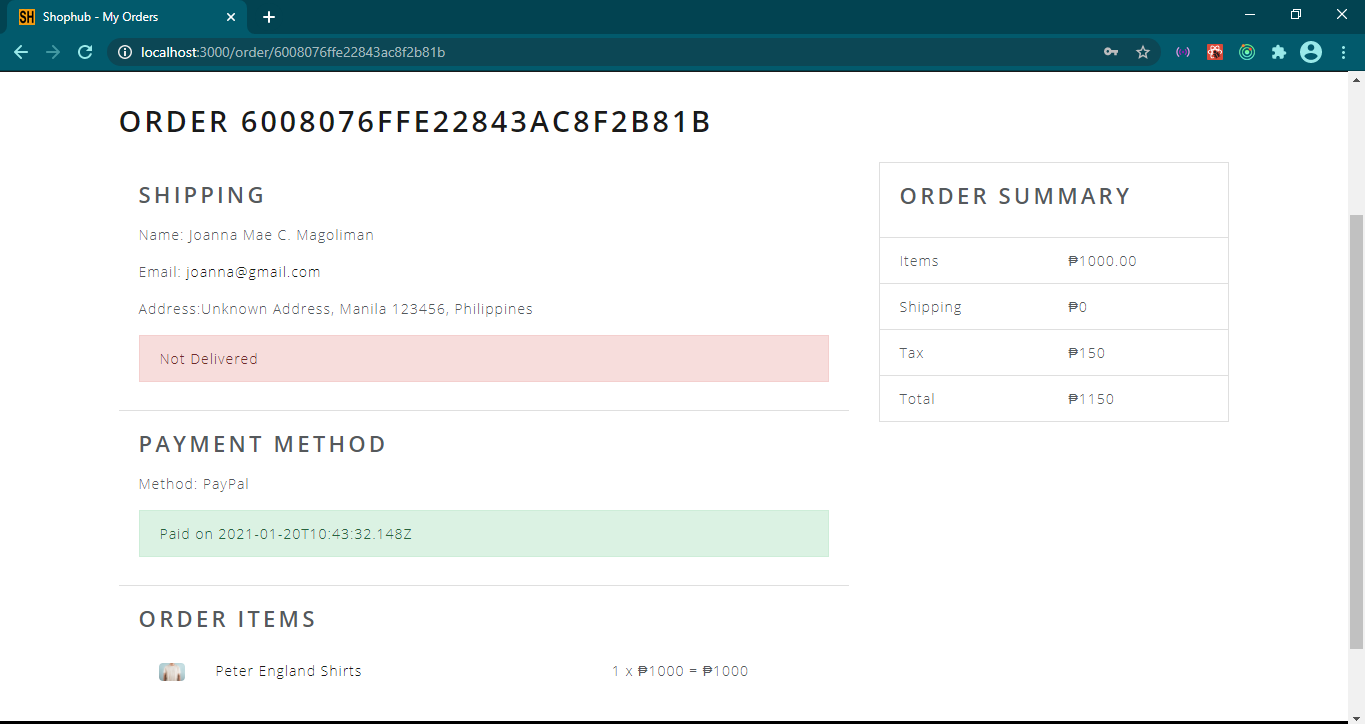 SH Shophub - My Orders
localhost:3000/order/6008076ffe22843ac8f2b81b
ORDER 6008076FFE22843AC8F2B81B
SHIPPING
Name: Joanna Mae C. Magoliman
Email: joanna@gmail.com
Address:Unknown Address, Manila 123456, Philippines
Not Delivered
PAYMENT METHOD
Method: PayPal
Paid on 2021-01-20T10:43:32.148Z
ORDER ITEMS
Peter England Shirts 1 x ₱1000 = ₱1000
ORDER SUMMARY
Items ₱1000.00
Shipping ₱0
Tax ₱150
Total ₱1150